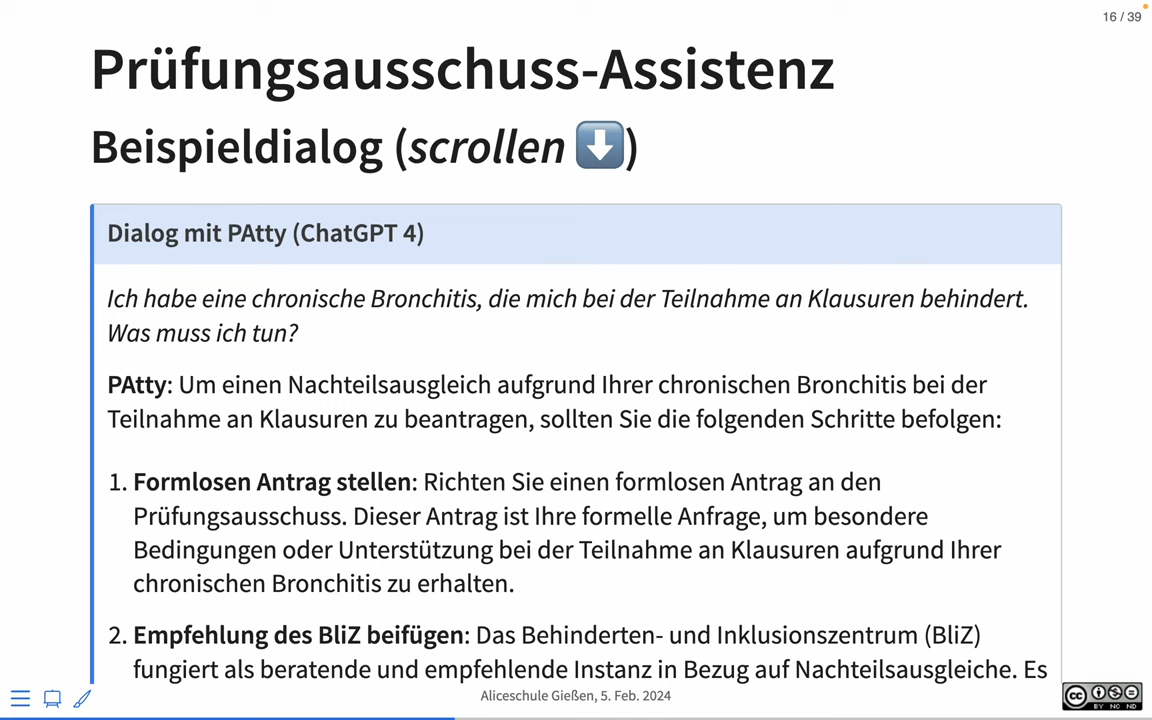 16 / 39
Prüfungsausschuss-Assistenz
Beispieldialog (scrollen ⬇️)
Dialog mit PAtty (ChatGPT 4)
Ich habe eine chronische Bronchitis, die mich bei der Teilnahme an Klausuren behindert.
Was muss ich tun?
PAtty: Um einen Nachteilsausgleich aufgrund Ihrer chronischen Bronchitis bei der
Teilnahme an Klausuren zu beantragen, sollten Sie die folgenden Schritte befolgen:
1. Formlosen Antrag stellen: Richten Sie einen formlosen Antrag an den
Prüfungsausschuss. Dieser Antrag ist Ihre formelle Anfrage, um besondere
Bedingungen oder Unterstützung bei der Teilnahme an Klausuren aufgrund Ihrer
chronischen Bronchitis zu erhalten.
2. Empfehlung des BliZ beifügen: Das Behinderten- und Inklusionszentrum (BliZ)
fungiert als beratende und empfehlende Instanz in Bezug auf Nachteilsausgleiche. Es
Aliceschule Gießen, 5. Feb. 2024
CC BY NC ND